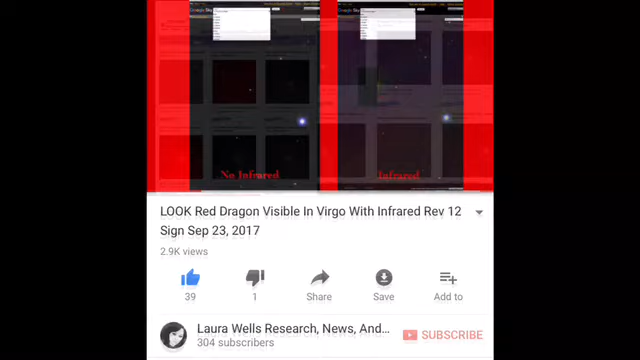 No Infrared
Infrared
LOOK Red Dragon Visible In Virgo With Infrared Rev 12
Sign Sep 23, 2017
2.9K views
39
1
Share
Save
Add to
Laura Wells Research, News, And...
SUBSCRIBE
304 subscribers